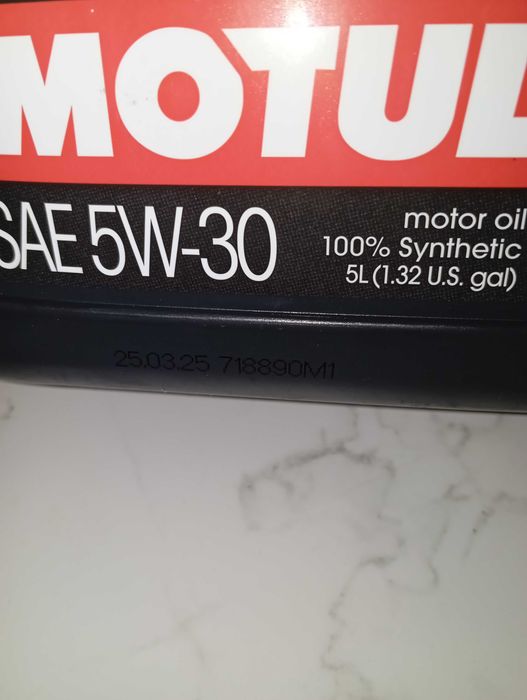 MOTUL
SAE 5W-30
motor oil
100% Synthetic
5L (1.32 U.S. gal)
25.03.25 718890M1